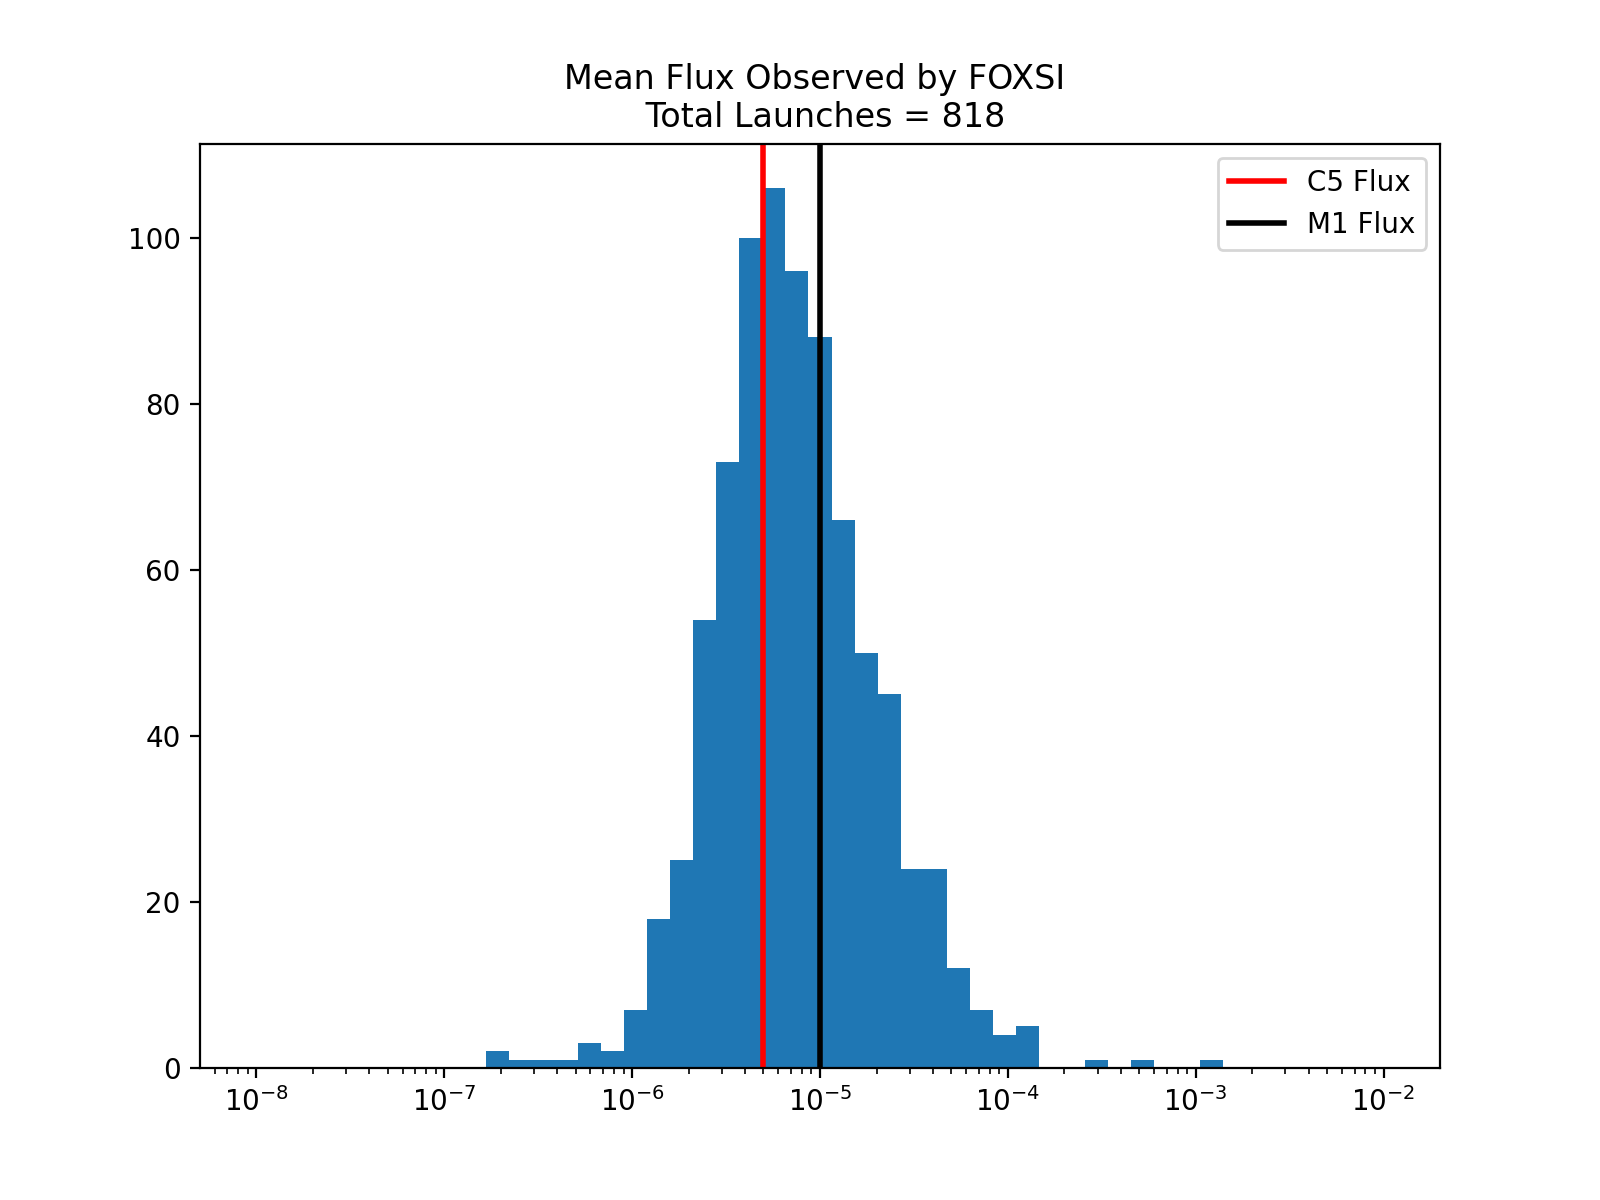 Mean Flux Observed by FOXSI
Total Launches = 818
C5 Flux
M1 Flux
100
80
60
40
20
0
10⁻⁸ 10⁻⁷ 10⁻⁶ 10⁻⁵ 10⁻⁴ 10⁻³ 10⁻²